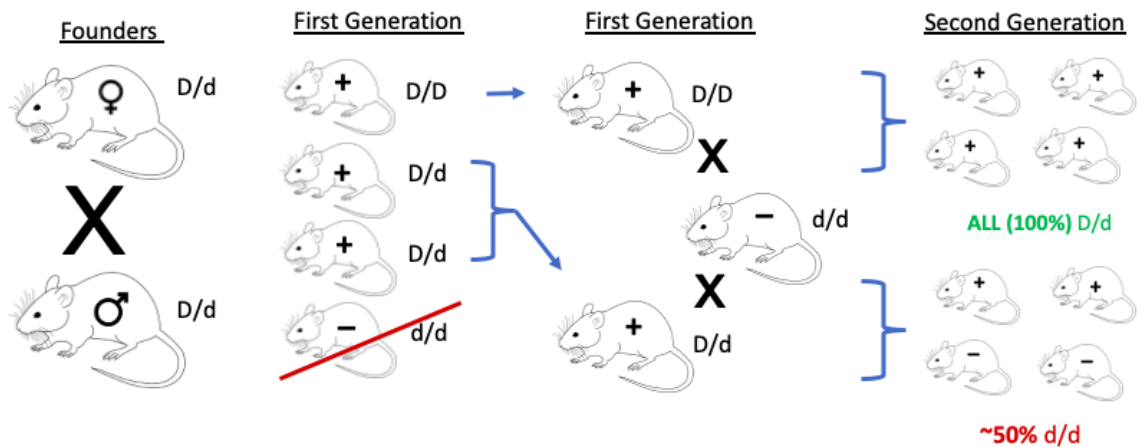 Founders
♀ D/d
X
♂ D/d
First Generation
+ D/D
+ D/d
+ D/d
− d/d
First Generation
+ D/D
X
− d/d
X
+ D/d
Second Generation
+ +
+ +
ALL (100%) D/d
+ +
− −
~50% d/d